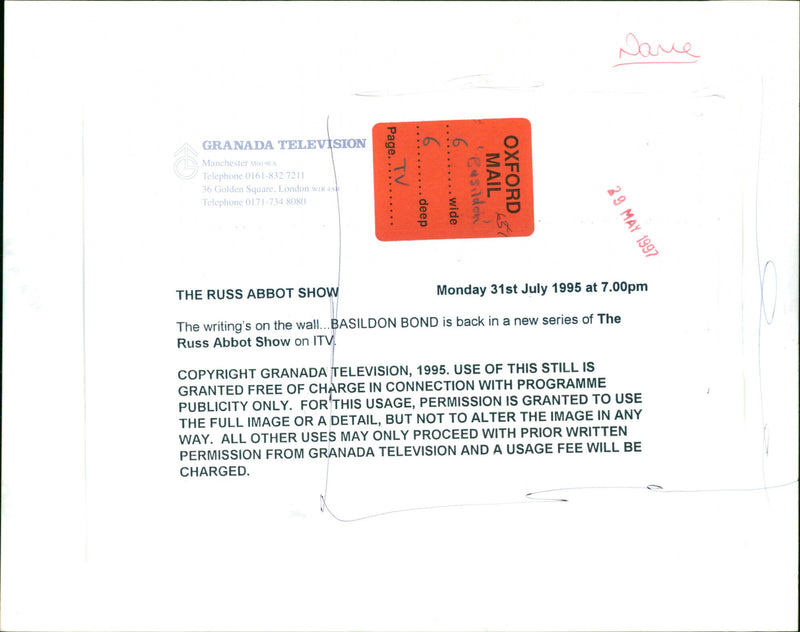 GRANADA TELEVISION
Manchester M60 9EA
Telephone 0161-832 7211
36 Golden Square, London W1R 4AH
Telephone 0171-734 8080
OXFORD
MAIL
'Basildon'
6 wide
6 deep
Page. TV
29 MAY 1997
THE RUSS ABBOT SHOW Monday 31st July 1995 at 7.00pm
The writing's on the wall...BASILDON BOND is back in a new series of The
Russ Abbot Show on ITV.
COPYRIGHT GRANADA TELEVISION, 1995. USE OF THIS STILL IS
GRANTED FREE OF CHARGE IN CONNECTION WITH PROGRAMME
PUBLICITY ONLY. FOR THIS USAGE, PERMISSION IS GRANTED TO USE
THE FULL IMAGE OR A DETAIL, BUT NOT TO ALTER THE IMAGE IN ANY
WAY. ALL OTHER USES MAY ONLY PROCEED WITH PRIOR WRITTEN
PERMISSION FROM GRANADA TELEVISION AND A USAGE FEE WILL BE
CHARGED.